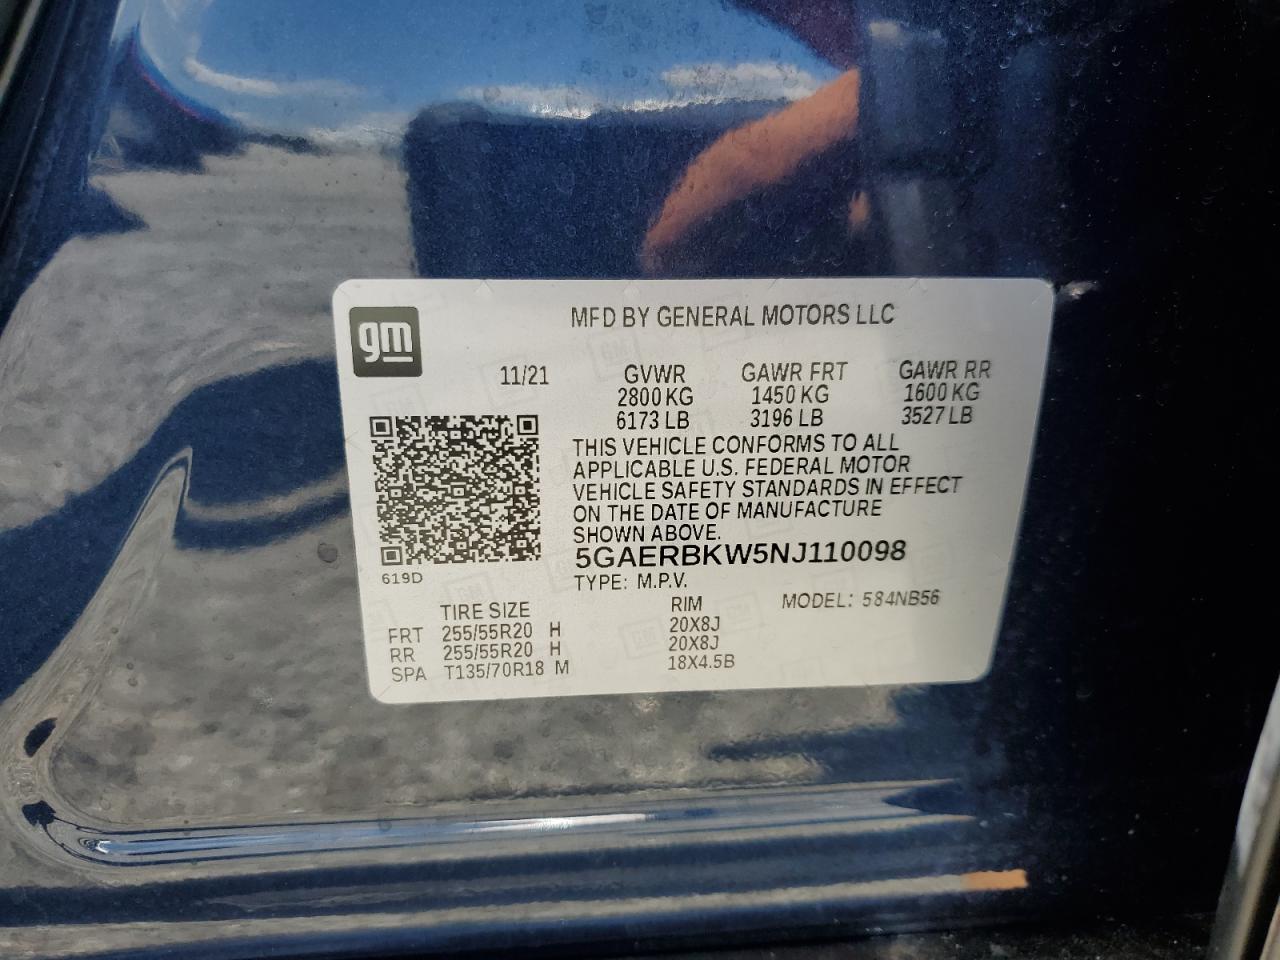 gm
MFD BY GENERAL MOTORS LLC
11/21 GVWR GAWR FRT GAWR RR
2800 KG 1450 KG 1600 KG
6173 LB 3196 LB 3527 LB
THIS VEHICLE CONFORMS TO ALL
APPLICABLE U.S. FEDERAL MOTOR
VEHICLE SAFETY STANDARDS IN EFFECT
ON THE DATE OF MANUFACTURE
SHOWN ABOVE.
5GAERBKW5NJ110098
619D
TYPE: M.P.V. MODEL: 584NB56
TIRE SIZE RIM
FRT 255/55R20 H 20X8J
RR 255/55R20 H 20X8J
SPA T135/70R18 M 18X4.5B